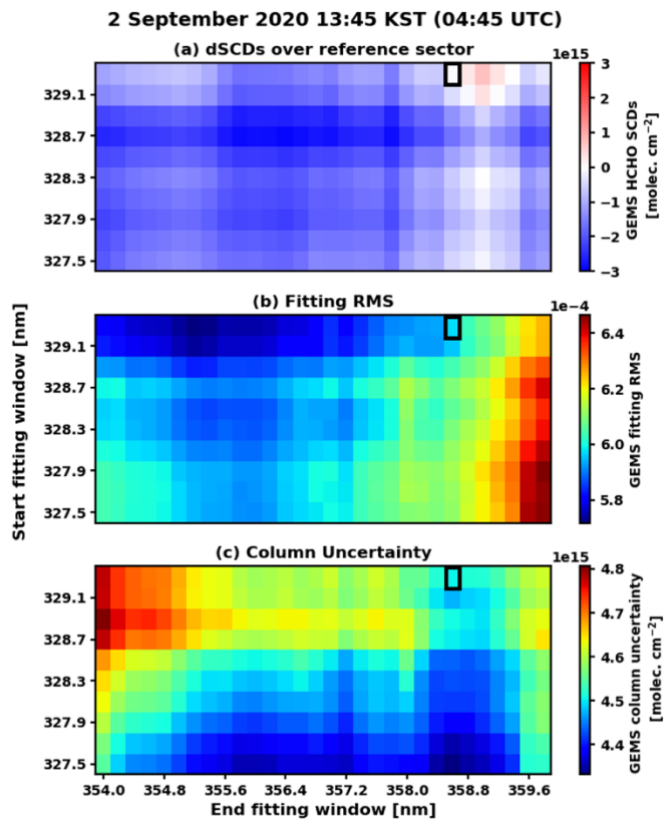 2 September 2020 13:45 KST (04:45 UTC)
(a) dSCDs over reference sector
1e15
329.1
328.7
328.3
327.9
327.5
3
2
1
0
−1
−2
−3
GEMS HCHO SCDs
[molec. cm−2]
(b) Fitting RMS
1e−4
329.1
328.7
328.3
327.9
327.5
6.4
6.2
6.0
5.8
GEMS fitting RMS
Start fitting window [nm]
(c) Column Uncertainty
1e15
329.1
328.7
328.3
327.9
327.5
4.8
4.7
4.6
4.5
4.4
GEMS column uncertainty
[molec. cm−2]
354.0 354.8 355.6 356.4 357.2 358.0 358.8 359.6
End fitting window [nm]